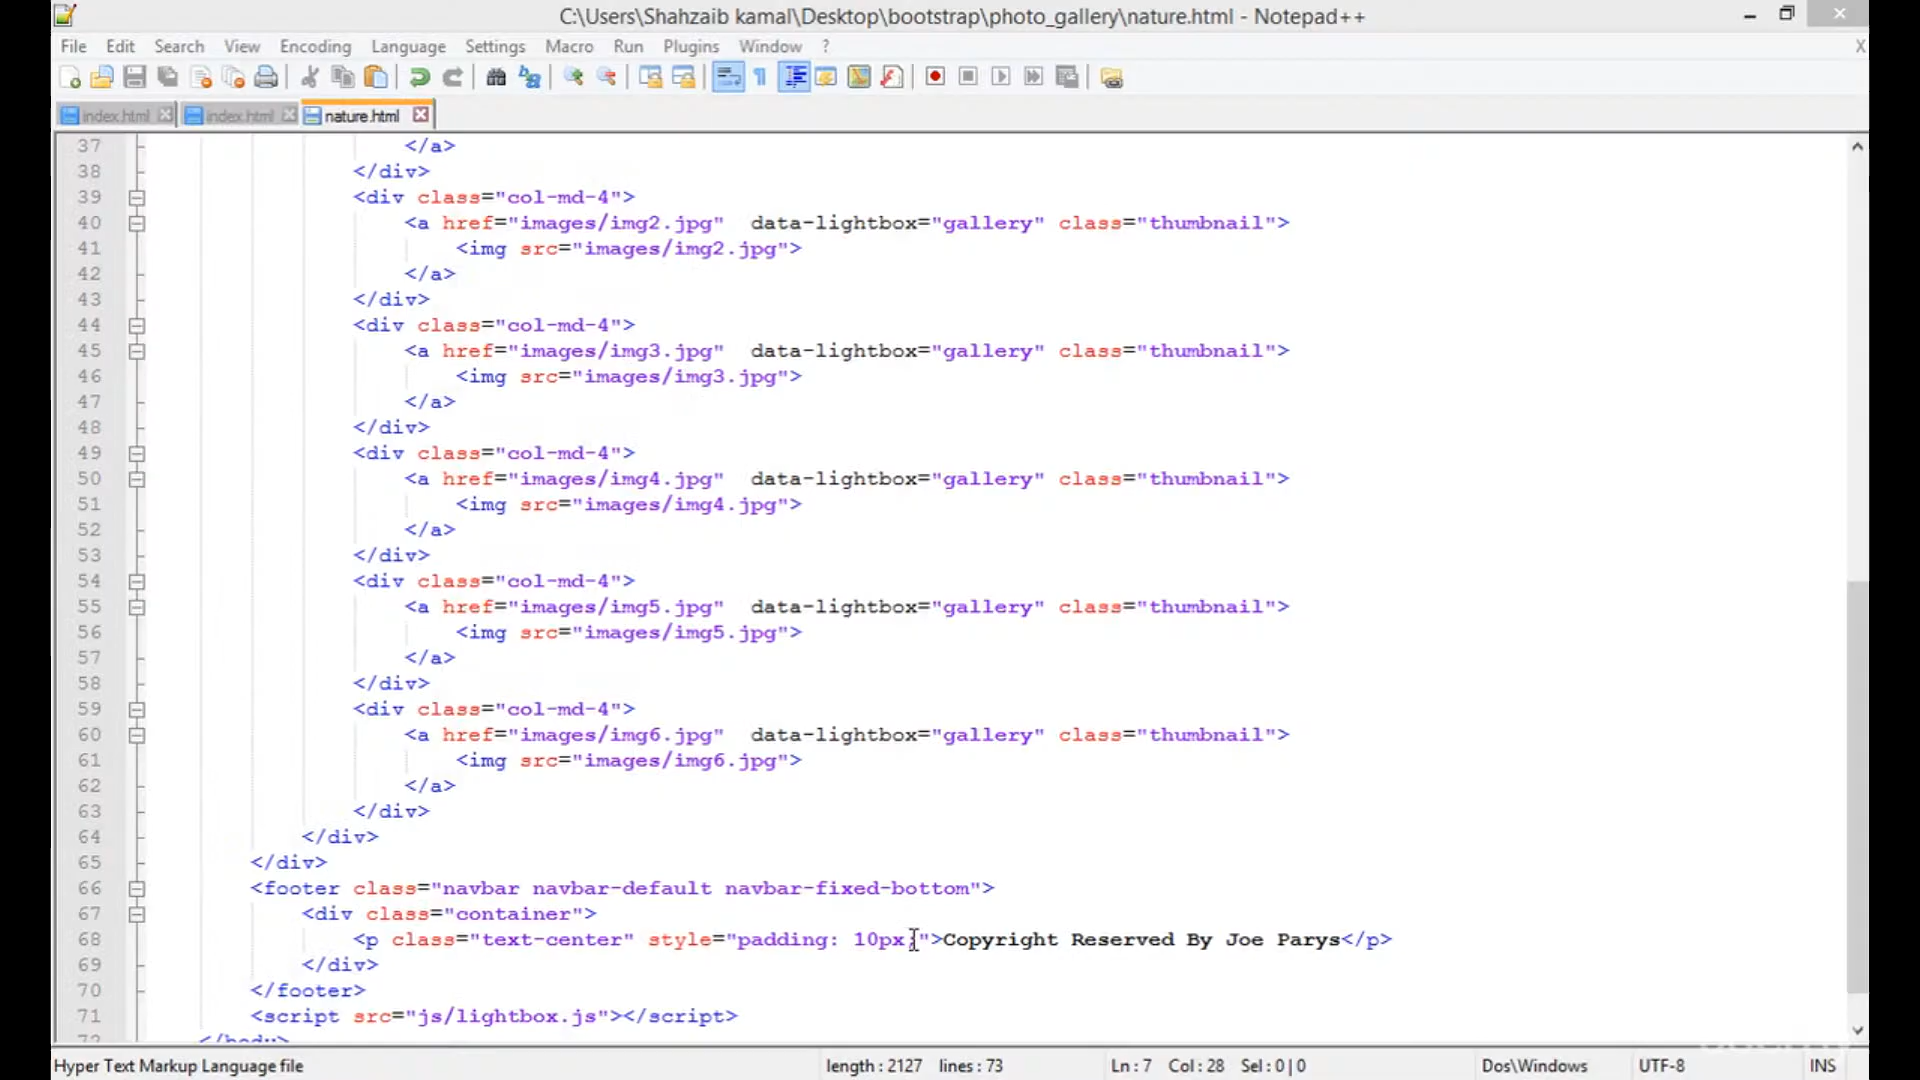 C:\Users\Shahzaib kamal\Desktop\bootstrap\photo_gallery\nature.html - Notepad++
File Edit Search View Encoding Language Settings Macro Run Plugins Window ? X
index.html index.html nature.html
37 </a>
38 </div>
39 <div class="col-md-4">
40 <a href="images/img2.jpg" data-lightbox="gallery" class="thumbnail">
41 <img src="images/img2.jpg">
42 </a>
43 </div>
44 <div class="col-md-4">
45 <a href="images/img3.jpg" data-lightbox="gallery" class="thumbnail">
46 <img src="images/img3.jpg">
47 </a>
48 </div>
49 <div class="col-md-4">
50 <a href="images/img4.jpg" data-lightbox="gallery" class="thumbnail">
51 <img src="images/img4.jpg">
52 </a>
53 </div>
54 <div class="col-md-4">
55 <a href="images/img5.jpg" data-lightbox="gallery" class="thumbnail">
56 <img src="images/img5.jpg">
57 </a>
58 </div>
59 <div class="col-md-4">
60 <a href="images/img6.jpg" data-lightbox="gallery" class="thumbnail">
61 <img src="images/img6.jpg">
62 </a>
63 </div>
64 </div>
65 </div>
66 <footer class="navbar navbar-default navbar-fixed-bottom">
67 <div class="container">
68 <p class="text-center" style="padding: 10px;">Copyright Reserved By Joe Parys</p>
69 </div>
70 </footer>
71 <script src="js/lightbox.js"></script>
72 </body>
Hyper Text Markup Language file length : 2127 lines : 73 Ln : 7 Col : 28 Sel : 0 | 0 Dos\Windows UTF-8 INS